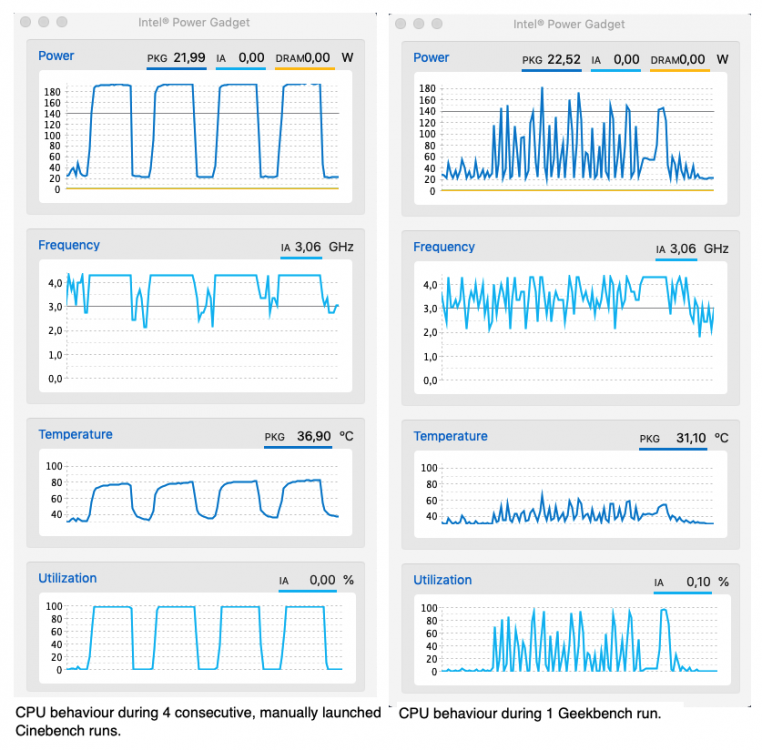 Intel® Power Gadget
Power
PKG 21,99 IA 0,00 DRAM0,00 W
180
160
140
120
100
80
60
40
20
0
Frequency
IA 3,06 GHz
4,0
3,0
2,0
1,0
0,0
Temperature
PKG 36,90 ºC
100
80
60
40
Utilization
IA 0,00 %
100
80
60
40
20
0
CPU behaviour during 4 consecutive, manually launched
Cinebench runs.
Intel® Power Gadget
Power
PKG 22,52 IA 0,00 DRAM0,00 W
180
160
140
120
100
80
60
40
20
0
Frequency
IA 3,06 GHz
4,0
3,0
2,0
1,0
0,0
Temperature
PKG 31,10 ºC
100
80
60
40
Utilization
IA 0,10 %
100
80
60
40
20
0
CPU behaviour during 1 Geekbench run.